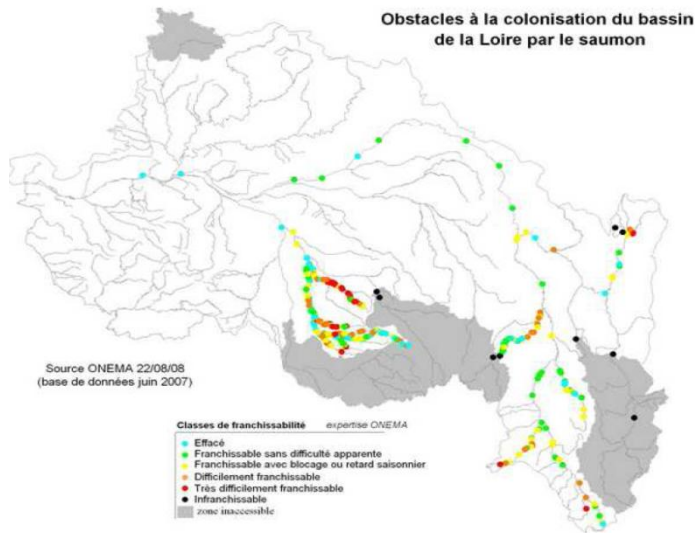 Obstacles à la colonisation du bassin
de la Loire par le saumon
Source ONEMA 22/08/08
(base de données juin 2007)
Classes de franchissabilité expertise ONEMA
Effacé
Franchissable sans difficulté apparente
Franchissable avec blocage ou retard saisonnier
Difficilement franchissable
Très difficilement franchissable
Infranchissable
zone inaccessible